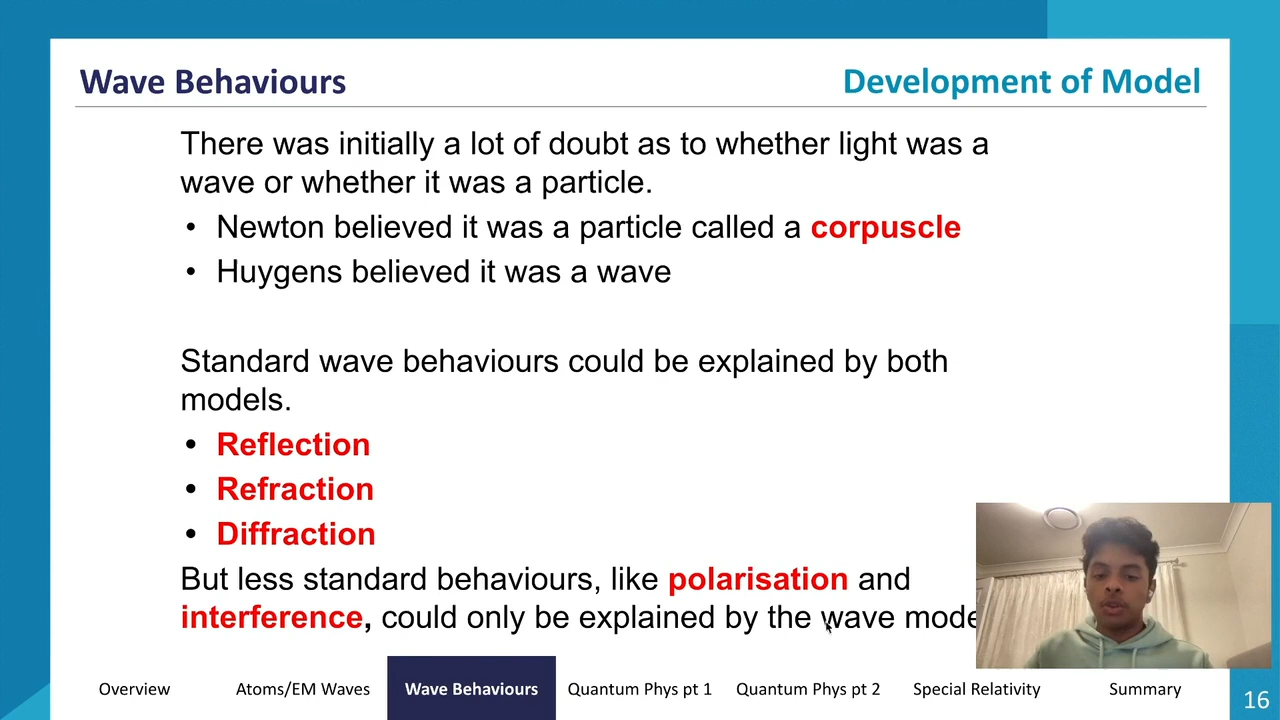 Wave Behaviours
Development of Model
There was initially a lot of doubt as to whether light was a
wave or whether it was a particle.
• Newton believed it was a particle called a corpuscle
• Huygens believed it was a wave
Standard wave behaviours could be explained by both
models.
• Reflection
• Refraction
• Diffraction
But less standard behaviours, like polarisation and
interference, could only be explained by the wave mode
Overview
Atoms/EM Waves
Wave Behaviours
Quantum Phys pt 1
Quantum Phys pt 2
Special Relativity
Summary
16